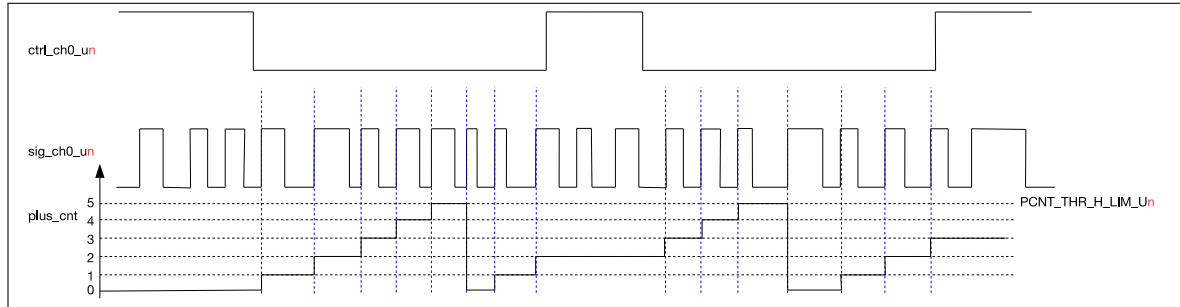 ctrl_ch0_un
sig_ch0_un
plus_cnt
5
4
3
2
1
0
PCNT_THR_H_LIM_Un